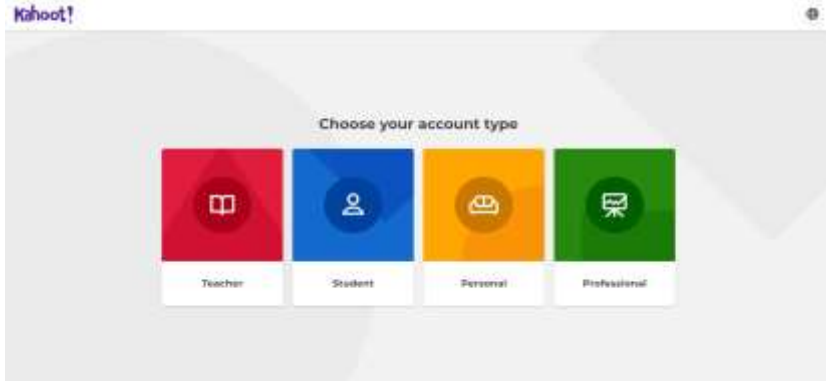 Kahoot!
Choose your account type
Teacher
Student
Personal
Professional